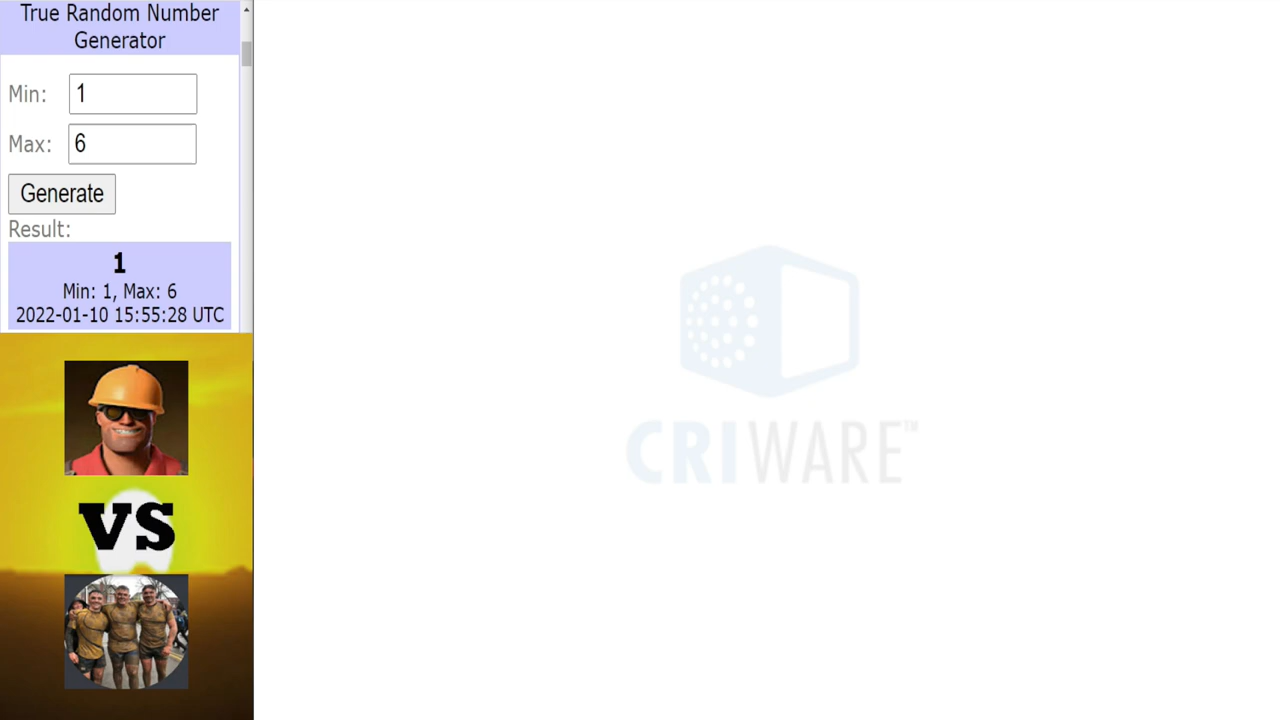 True Random Number
Generator
Min: 1
Max: 6
Generate
Result:
1
Min: 1, Max: 6
2022-01-10 15:55:28 UTC
VS
CRIWARE™